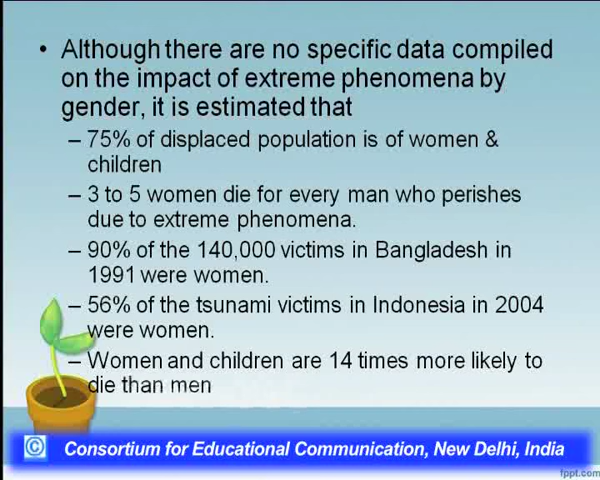 • Although there are no specific data compiled
on the impact of extreme phenomena by
gender, it is estimated that
– 75% of displaced population is of women &
children
– 3 to 5 women die for every man who perishes
due to extreme phenomena.
– 90% of the 140,000 victims in Bangladesh in
1991 were women.
– 56% of the tsunami victims in Indonesia in 2004
were women.
– Women and children are 14 times more likely to
die than men
© Consortium for Educational Communication, New Delhi, India
fppt.com